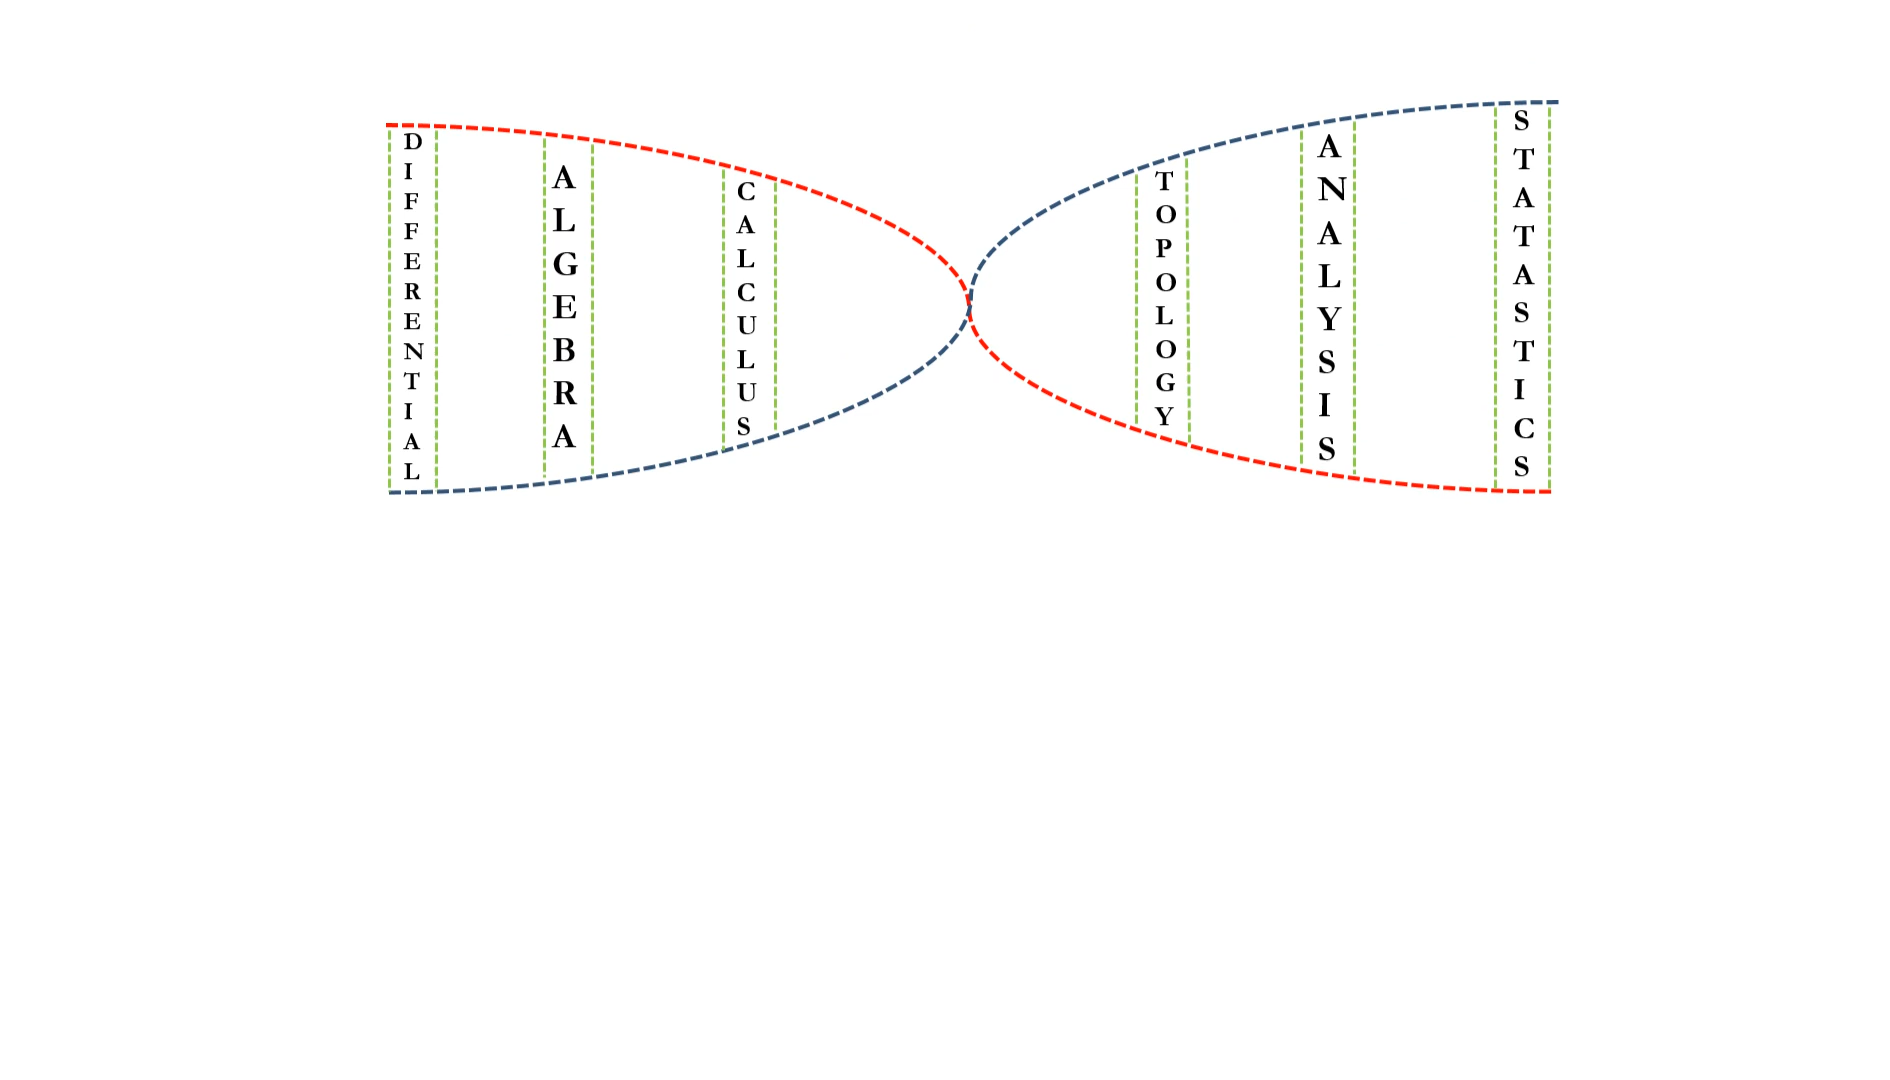 DIFFERENTIAL
ALGEBRA
CALCULUS
TOPOLOGY
ANALYSIS
STATASTICS